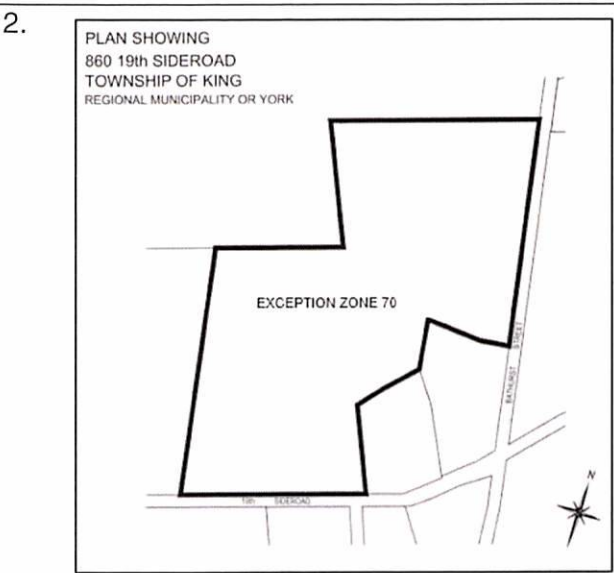 2.
PLAN SHOWING
860 19th SIDEROAD
TOWNSHIP OF KING
REGIONAL MUNICIPALITY OR YORK
EXCEPTION ZONE 70
BATHURST STREET
19th SIDEROAD
N